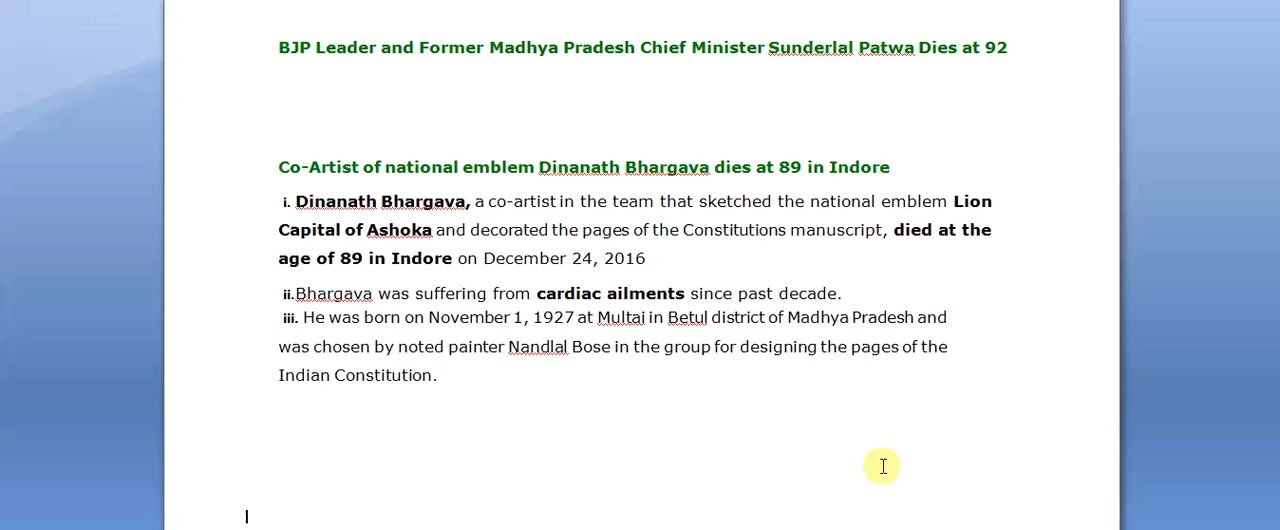 BJP Leader and Former Madhya Pradesh Chief Minister Sunderlal Patwa Dies at 92
Co-Artist of national emblem Dinanath Bhargava dies at 89 in Indore
i. Dinanath Bhargava, a co-artist in the team that sketched the national emblem Lion
Capital of Ashoka and decorated the pages of the Constitutions manuscript, died at the
age of 89 in Indore on December 24, 2016
ii.Bhargava was suffering from cardiac ailments since past decade.
iii. He was born on November 1, 1927 at Multai in Betul district of Madhya Pradesh and
was chosen by noted painter Nandlal Bose in the group for designing the pages of the
Indian Constitution.